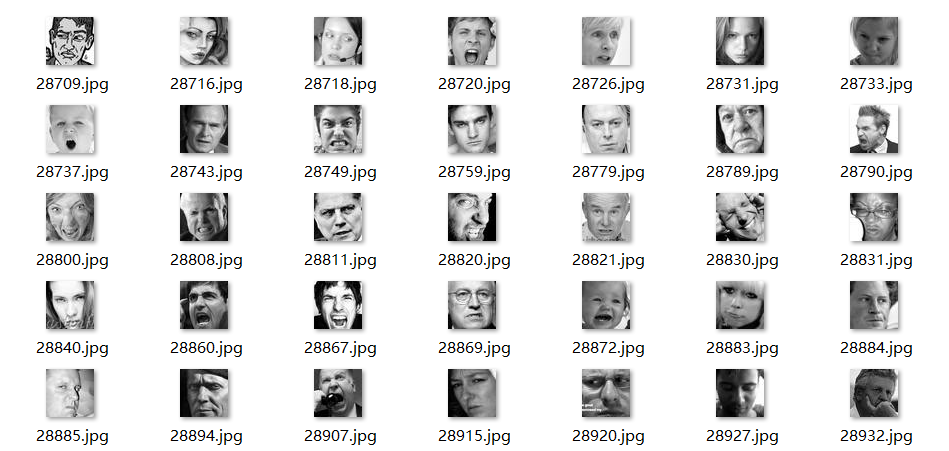 28709.jpg 28716.jpg 28718.jpg 28720.jpg 28726.jpg 28731.jpg 28733.jpg
28737.jpg 28743.jpg 28749.jpg 28759.jpg 28779.jpg 28789.jpg 28790.jpg
28800.jpg 28808.jpg 28811.jpg 28820.jpg 28821.jpg 28830.jpg 28831.jpg
28840.jpg 28860.jpg 28867.jpg 28869.jpg 28872.jpg 28883.jpg 28884.jpg
28885.jpg 28894.jpg 28907.jpg 28915.jpg 28920.jpg 28927.jpg 28932.jpg